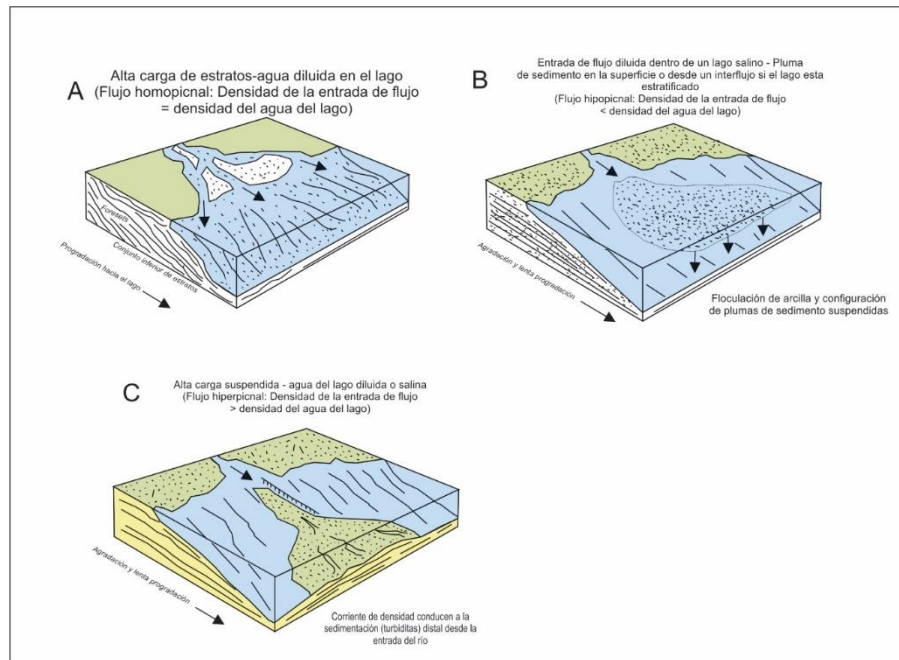 A
Alta carga de estratos-agua diluida en el lago
(Flujo homopicnal: Densidad de la entrada de flujo
= densidad del agua del lago)
Foresets
Conjunto inferior de estratos
Progradación hacia el lago
B
Entrada de flujo diluida dentro de un lago salino - Pluma
de sedimento en la superficie o desde un interflujo si el lago esta
estratificado
(Flujo hipopicnal: Densidad de la entrada de flujo
< densidad del agua del lago)
Agradación y lenta progradación
Floculación de arcilla y configuración
de plumas de sedimento suspendidas
C
Alta carga suspendida - agua del lago diluida o salina
(Flujo hiperpicnal: Densidad de la entrada de flujo
> densidad del agua del lago)
Agradación y lenta progradación
Corriente de densidad conducen a la
sedimentación (turbiditas) distal desde la
entrada del río